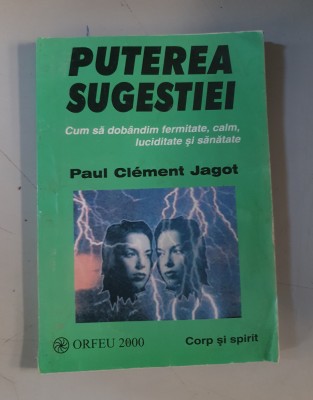 PUTEREA
SUGESTIEI
Cum să dobândim fermitate, calm,
luciditate și sănătate
Paul Clément Jagot
ORFEU 2000
Corp și spirit